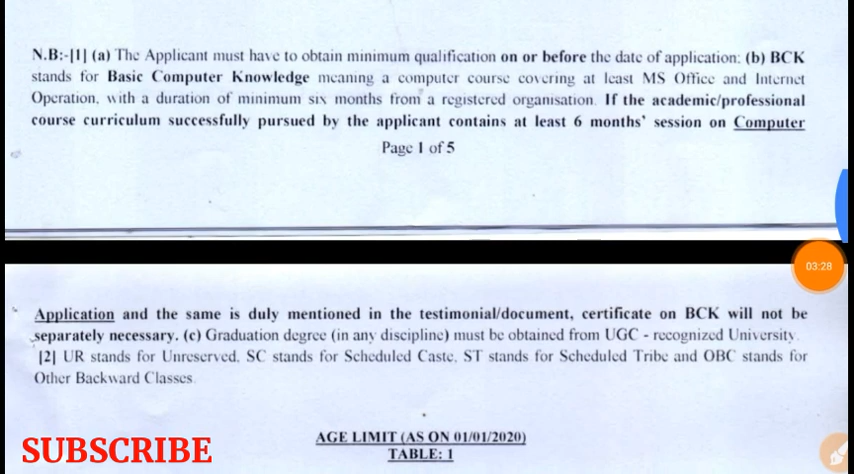 N.B:-[1] (a) The Applicant must have to obtain minimum qualification on or before the date of application; (b) BCK
stands for Basic Computer Knowledge meaning a computer course covering at least MS Office and Internet
Operation, with a duration of minimum six months from a registered organisation. If the academic/professional
course curriculum successfully pursued by the applicant contains at least 6 months' session on Computer
Page 1 of 5
03:28
Application and the same is duly mentioned in the testimonial/document, certificate on BCK will not be
separately necessary. (c) Graduation degree (in any discipline) must be obtained from UGC - recognized University.
[2] UR stands for Unreserved, SC stands for Scheduled Caste, ST stands for Scheduled Tribe and OBC stands for
Other Backward Classes.
AGE LIMIT (AS ON 01/01/2020)
TABLE: 1
SUBSCRIBE